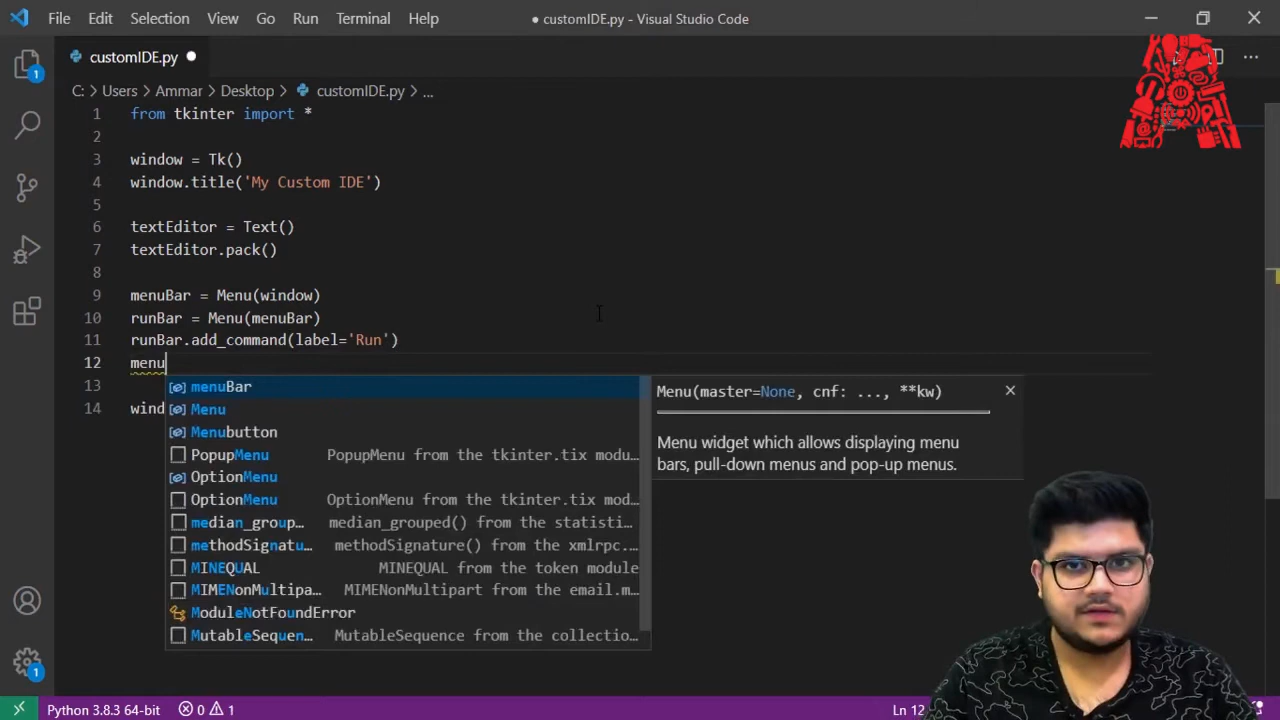 File Edit Selection View Go Run Terminal Help
● customIDE.py - Visual Studio Code
customIDE.py
1
C: > Users > Ammar > Desktop > customIDE.py > ...
1 from tkinter import *
2
3 window = Tk()
4 window.title('My Custom IDE')
5
6 textEditor = Text()
7 textEditor.pack()
8
9 menuBar = Menu(window)
10 runBar = Menu(menuBar)
11 runBar.add_command(label='Run')
12 menu
13
14 wind
menuBar
Menu
Menubutton
PopupMenu PopupMenu from the tkinter.tix modu...
OptionMenu
OptionMenu OptionMenu from the tkinter.tix mod...
median_group... median_grouped() from the statisti...
methodSignatu... methodSignature() from the xmlrpc....
MINEQUAL MINEQUAL from the token module
MIMENonMultipa... MIMENonMultipart from the email.m...
ModuleNotFoundError
MutableSequen... MutableSequence from the collectio...
Menu(master=None, cnf: ..., **kw)
Menu widget which allows displaying menu
bars, pull-down menus and pop-up menus.
1
Python 3.8.3 64-bit 0 1
Ln 12